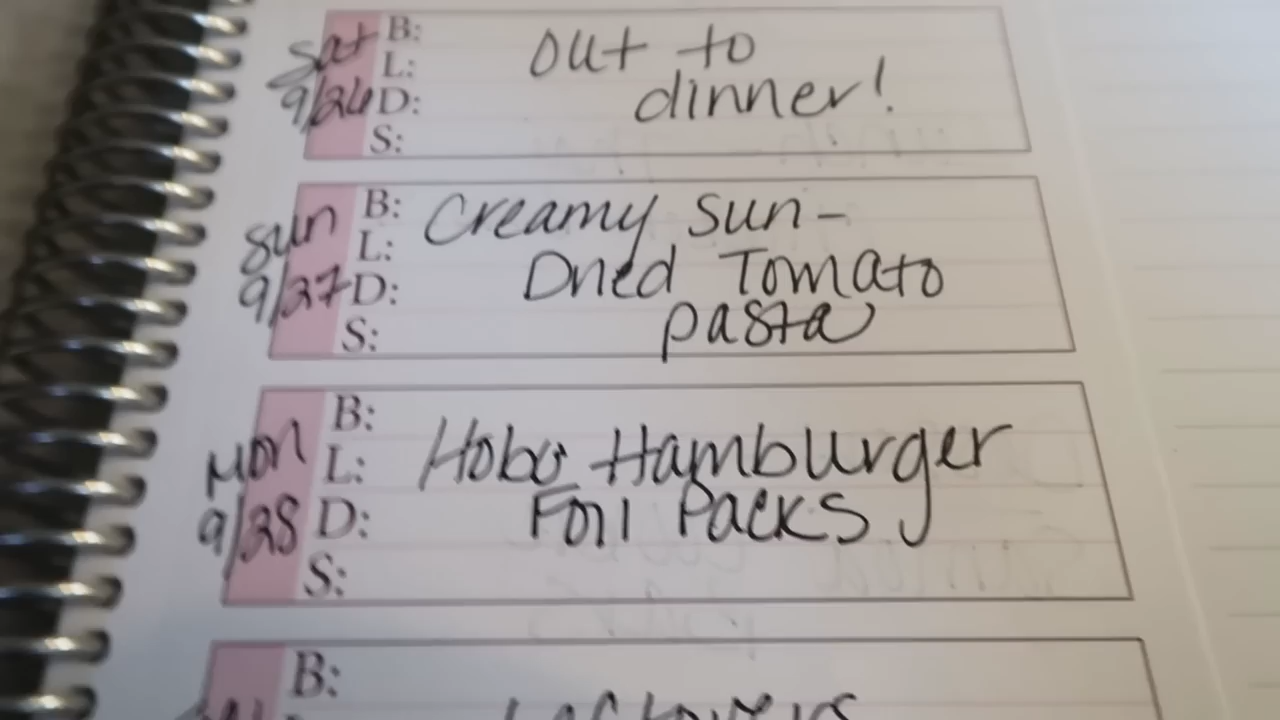 Sat
9/26
B:
L:
D:
S:
out to
dinner!
Sun
9/27
B:
L:
D:
S:
Creamy Sun-
Dried Tomato
pasta
Mon
9/28
B:
L:
D:
S:
Hobo Hamburger
Foil Packs
B:
Leftovers